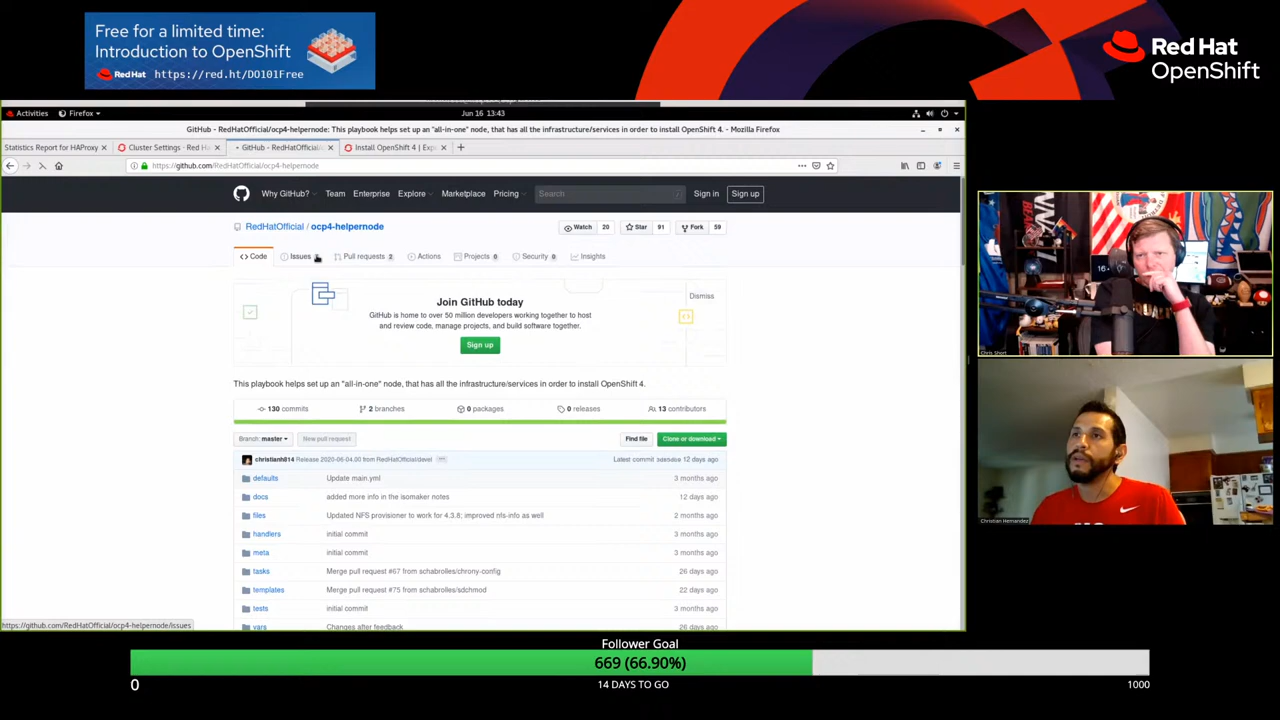 Free for a limited time:
Introduction to OpenShift
Red Hat https://red.ht/DO101Free
Red Hat
OpenShift
Activities Firefox Jun 16 13:43
GitHub - RedHatOfficial/ocp4-helpernode: This playbook helps set up an "all-in-one" node, that has all the infrastructure/services in order to install OpenShift 4. - Mozilla Firefox
Statistics Report for HAProxy Cluster Settings · Red H GitHub - RedHatOfficial/ Install OpenShift 4 | Exp
https://github.com/RedHatOfficial/ocp4-helpernode
Why GitHub? Team Enterprise Explore Marketplace Pricing Search / Sign in Sign up
RedHatOfficial / ocp4-helpernode Watch 20 Star 91 Fork 59
Code Issues Pull requests 2 Actions Projects 0 Security 0 Insights
Join GitHub today Dismiss
GitHub is home to over 50 million developers working together to host
and review code, manage projects, and build software together.
Sign up
This playbook helps set up an "all-in-one" node, that has all the infrastructure/services in order to install OpenShift 4.
130 commits 2 branches 0 packages 0 releases 13 contributors
Branch: master New pull request Find file Clone or download
christianh814 Release 2020-06-04.00 from RedHatOfficial/devel Latest commit 12 days ago
defaults Update main.yml 3 months ago
docs added more info in the isomaker notes 12 days ago
files Updated NFS provisioner to work for 4.3.8; improved nfs-info as well 2 months ago
handlers initial commit 3 months ago
meta initial commit 3 months ago
tasks Merge pull request #67 from schabrolles/chrony-config 26 days ago
templates Merge pull request #75 from schabrolles/sdchmod 22 days ago
tests initial commit 3 months ago
vars Changes after feedback 26 days ago
https://github.com/RedHatOfficial/ocp4-helpernode/issues
Chris Short
Christian Hernandez
Follower Goal
669 (66.90%)
0 14 DAYS TO GO 1000